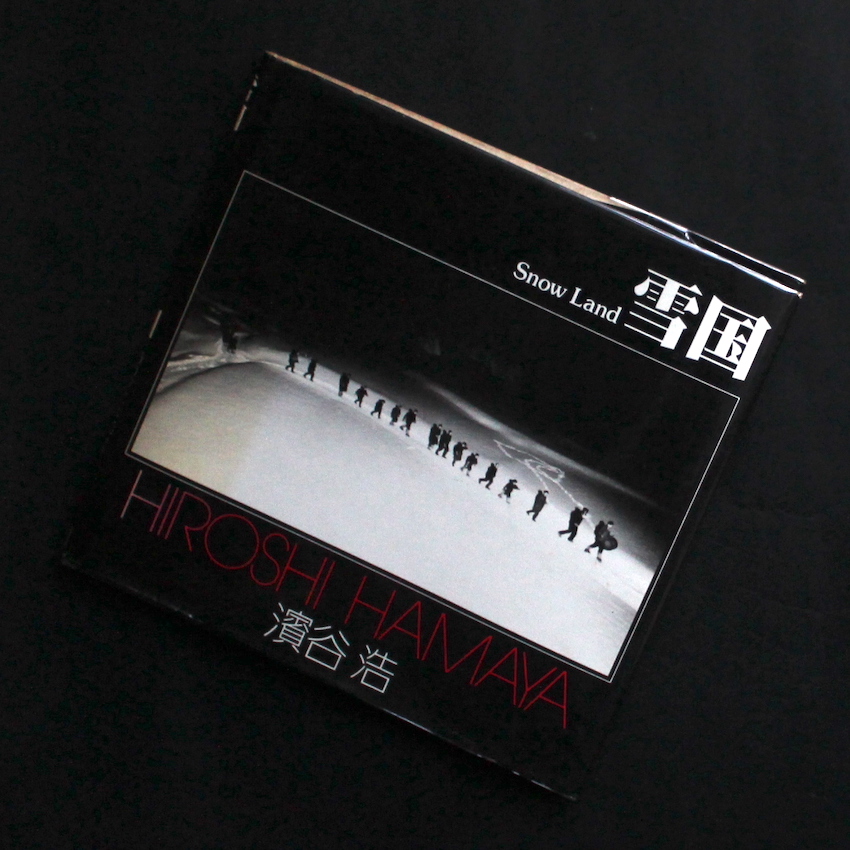 Snow Land 雪国
HIROSHI HAMAYA
濱谷 浩